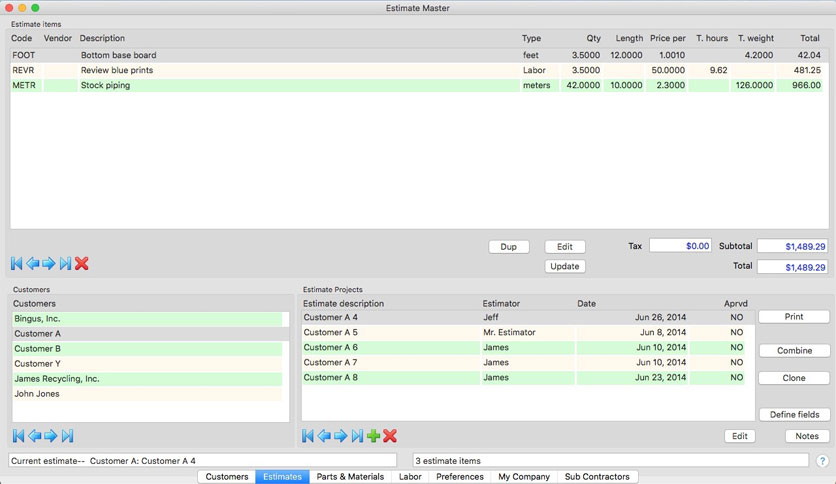 Estimate Master
Estimate items
Code Vendor Description Type Qty Length Price per T. hours T. weight Total
FOOT Bottom base board feet 3.5000 12.0000 1.0010 4.2000 42.04
REVR Review blue prints Labor 3.5000 50.0000 9.62 481.25
METR Stock piping meters 42.0000 10.0000 2.3000 126.0000 966.00
Dup Edit Tax $0.00 Subtotal $1,489.29
Update Total $1,489.29
Customers
Customers
Bingus, Inc.
Customer A
Customer B
Customer Y
James Recycling, Inc.
John Jones
Estimate Projects
Estimate description Estimator Date Aprvd
Customer A 4 Jeff Jun 26, 2014 NO
Customer A 5 Mr. Estimator Jun 8, 2014 NO
Customer A 6 James Jun 10, 2014 NO
Customer A 7 James Jun 10, 2014 NO
Customer A 8 James Jun 23, 2014 NO
Print
Combine
Clone
Define fields
Edit Notes
Current estimate-- Customer A: Customer A 4
3 estimate items
?
Customers Estimates Parts & Materials Labor Preferences My Company Sub Contractors